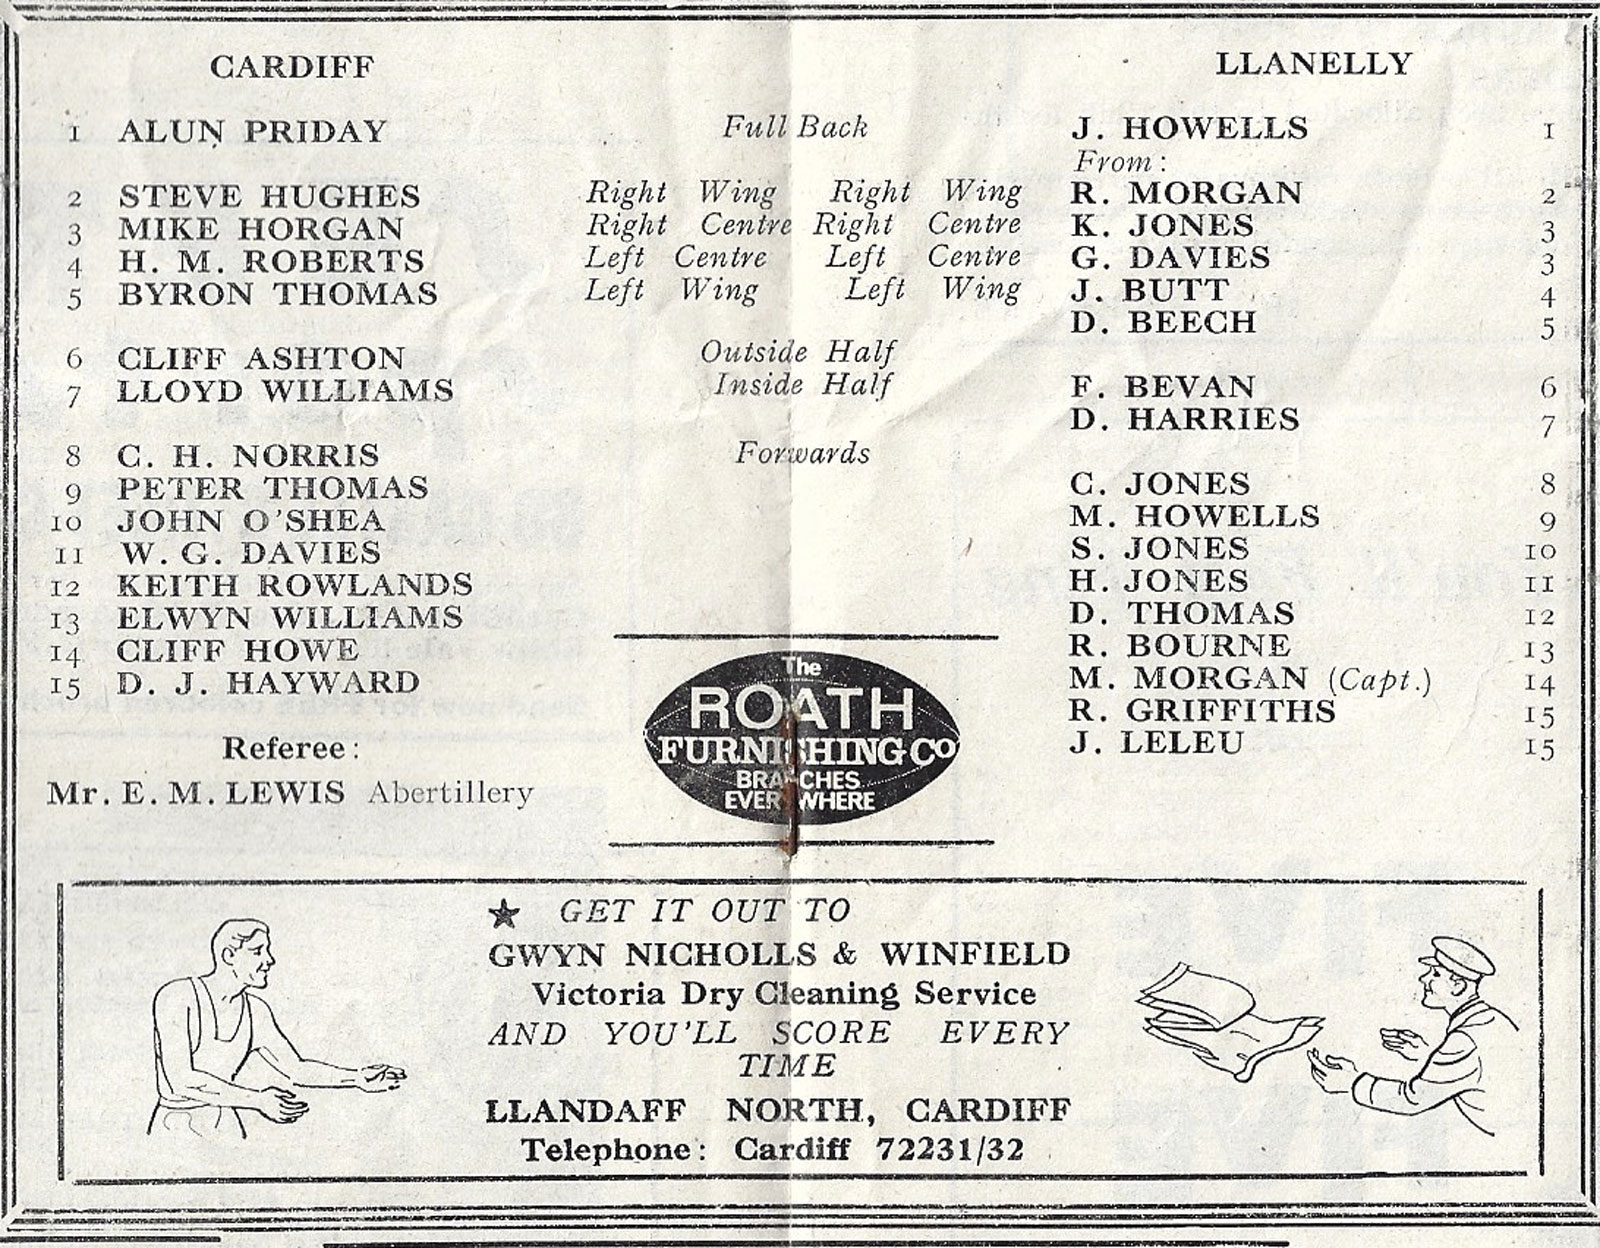 CARDIFF LLANELLY
1 ALUN PRIDAY Full Back J. HOWELLS 1
From:
2 STEVE HUGHES Right Wing Right Wing R. MORGAN 2
3 MIKE HORGAN Right Centre Right Centre K. JONES 3
4 H. M. ROBERTS Left Centre Left Centre G. DAVIES 3
5 BYRON THOMAS Left Wing Left Wing J. BUTT 4
D. BEECH 5
6 CLIFF ASHTON Outside Half
7 LLOYD WILLIAMS Inside Half F. BEVAN 6
D. HARRIES 7
8 C. H. NORRIS Forwards
9 PETER THOMAS C. JONES 8
10 JOHN O'SHEA M. HOWELLS 9
11 W. G. DAVIES S. JONES 10
12 KEITH ROWLANDS H. JONES 11
13 ELWYN WILLIAMS D. THOMAS 12
14 CLIFF HOWE R. BOURNE 13
15 D. J. HAYWARD M. MORGAN (Capt.) 14
R. GRIFFITHS 15
J. LELEU 15
Referee:
Mr. E. M. LEWIS Abertillery
The
ROATH
FURNISHING CO
BRANCHES
EVERYWHERE
★ GET IT OUT TO
GWYN NICHOLLS & WINFIELD
Victoria Dry Cleaning Service
AND YOU'LL SCORE EVERY
TIME
LLANDAFF NORTH, CARDIFF
Telephone: Cardiff 72231/32